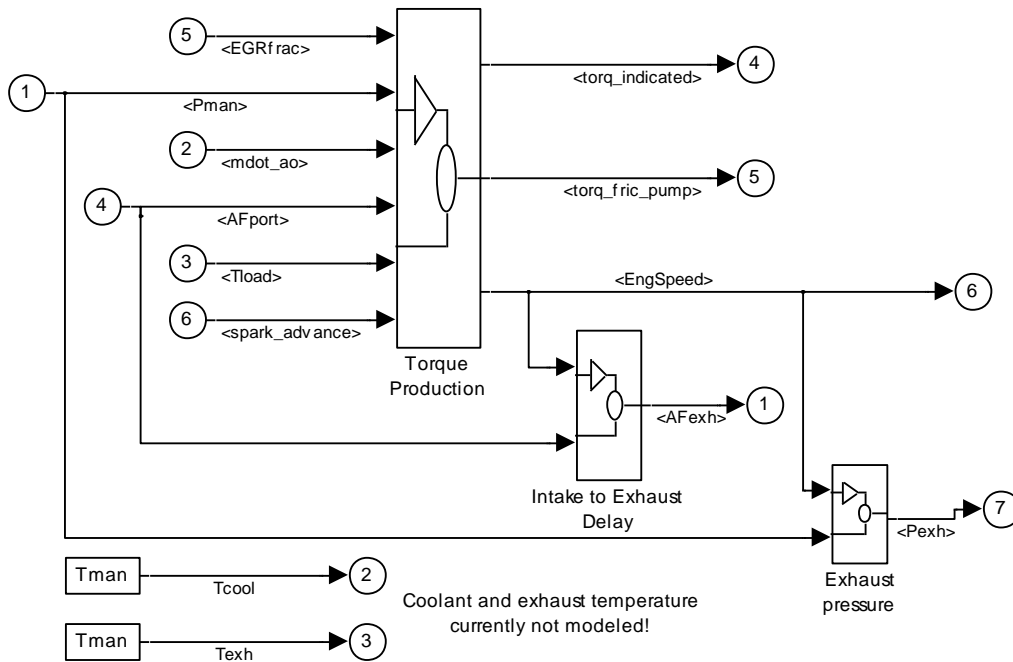 5
<EGRfrac>
4
<torq_indicated>
1
<Pman>
2
<mdot_ao>
5
<torq_fric_pump>
4
<AFport>
3
<Tload>
<EngSpeed>
6
6
<spark_advance>
Torque
Production
1
<AFexh>
Intake to Exhaust
Delay
7
<Pexh>
Exhaust
pressure
Tman
Tcool
2
Coolant and exhaust temperature
currently not modeled!
Tman
Texh
3